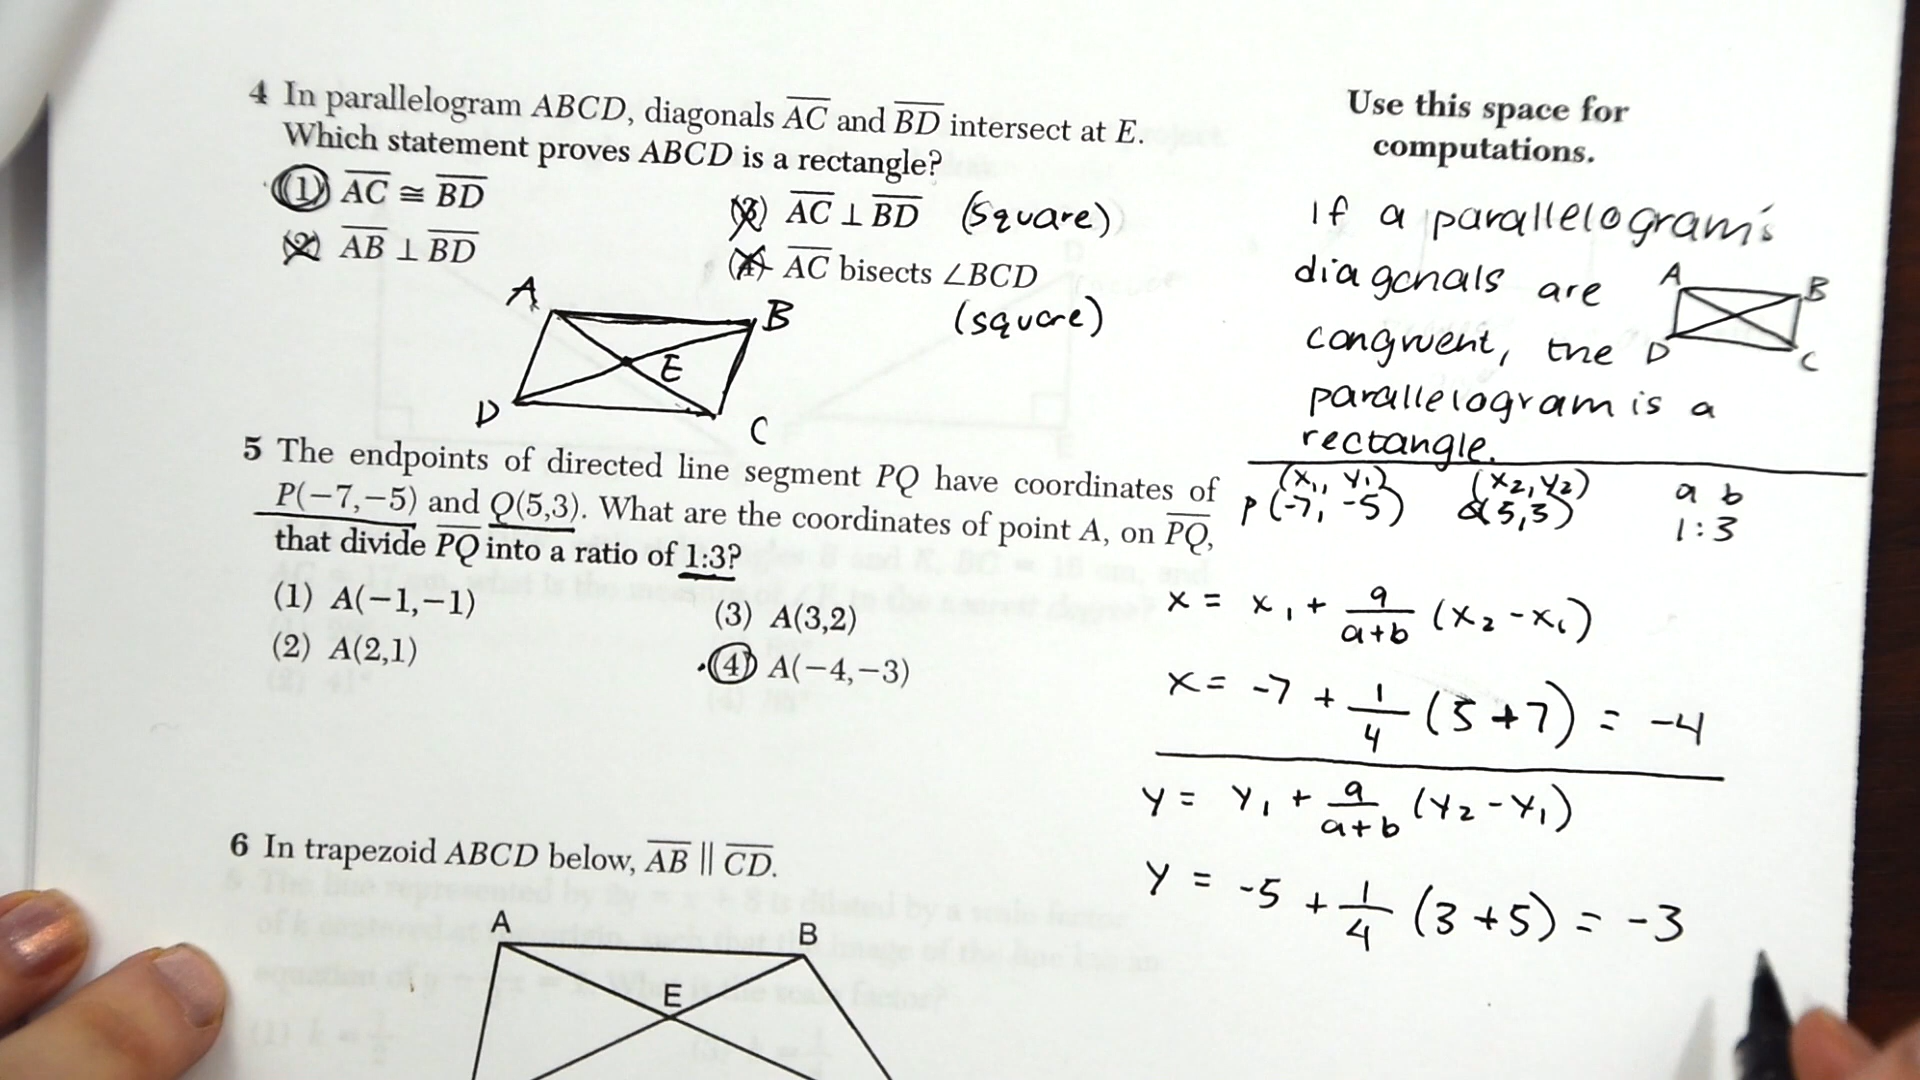 4 In parallelogram ABCD, diagonals AC and BD intersect at E.
Which statement proves ABCD is a rectangle?
(1) AC ≅ BD
(2) AB ⊥ BD
(3) AC ⊥ BD (square)
(4) AC bisects ∠BCD
(square)
A
B
E
D
C
Use this space for
computations.
If a parallelogram's
diagonals are
congruent, the
parallelogram is a
rectangle.
A
B
D
C
5 The endpoints of directed line segment PQ have coordinates of
P(−7,−5) and Q(5,3). What are the coordinates of point A, on PQ,
that divide PQ into a ratio of 1:3?
(1) A(−1,−1)
(2) A(2,1)
(3) A(3,2)
(4) A(−4,−3)
(x₁, y₁) (x₂, y₂) a b
P(-7, -5) Q(5,3) 1:3
x = x₁ + a/(a+b) (x₂ - x₁)
x = -7 + 1/4 (5 + 7) = -4
y = y₁ + a/(a+b) (y₂ - y₁)
y = -5 + 1/4 (3 + 5) = -3
6 In trapezoid ABCD below, AB || CD.
A
B
E